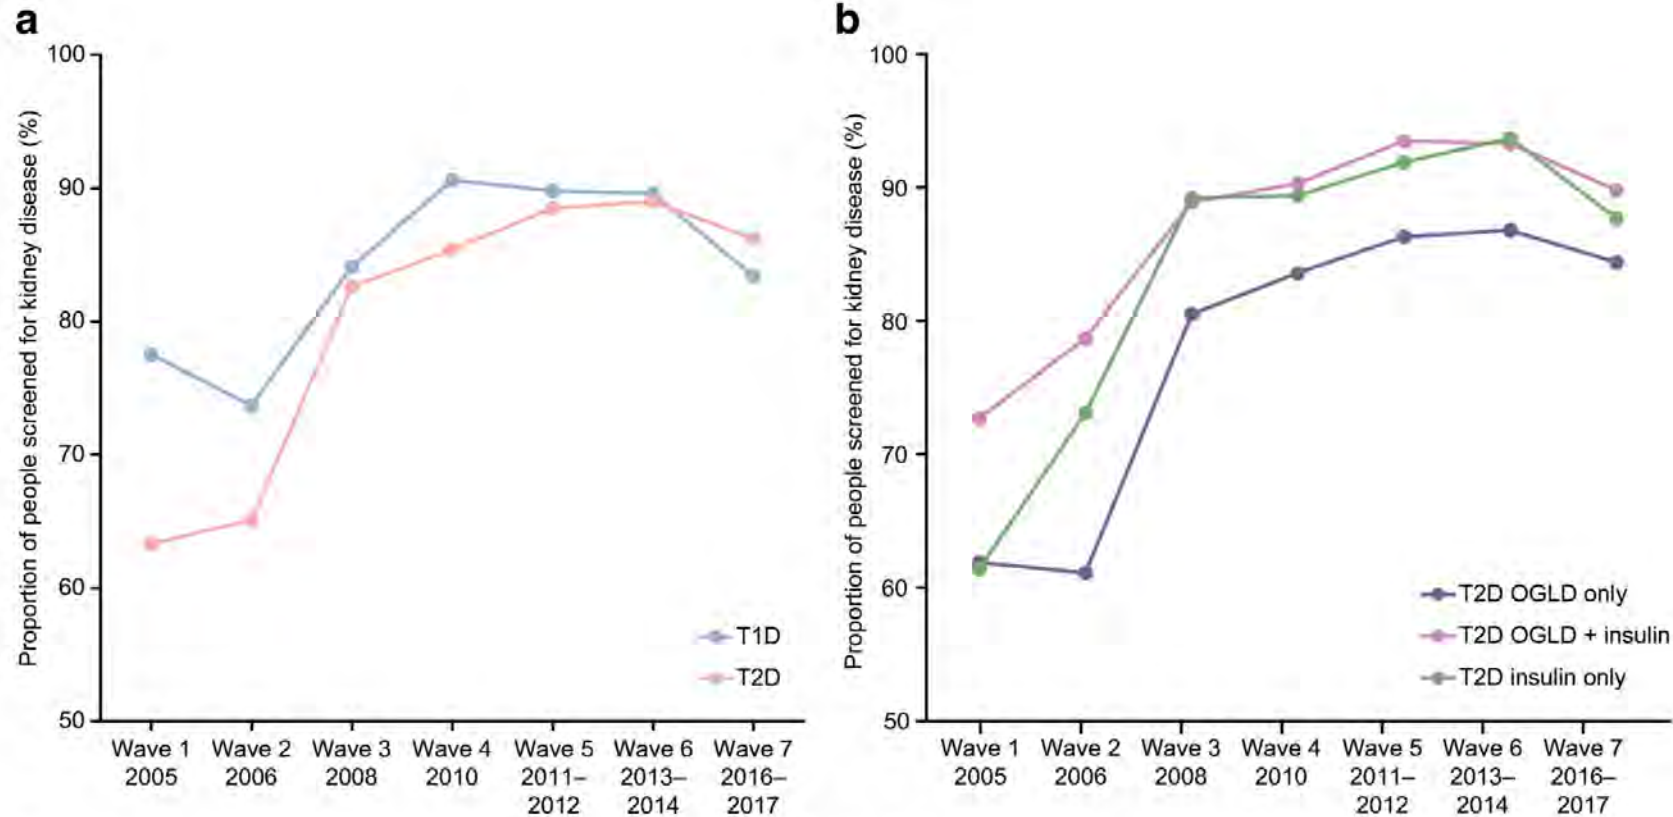 a
Proportion of people screened for kidney disease (%)
100
90
80
70
60
50
T1D
T2D
Wave 1 Wave 2 Wave 3 Wave 4 Wave 5 Wave 6 Wave 7
2005 2006 2008 2010 2011– 2013– 2016–
2012 2014 2017
b
Proportion of people screened for kidney disease (%)
100
90
80
70
60
50
T2D OGLD only
T2D OGLD + insulin
T2D insulin only
Wave 1 Wave 2 Wave 3 Wave 4 Wave 5 Wave 6 Wave 7
2005 2006 2008 2010 2011– 2013– 2016–
2012 2014 2017